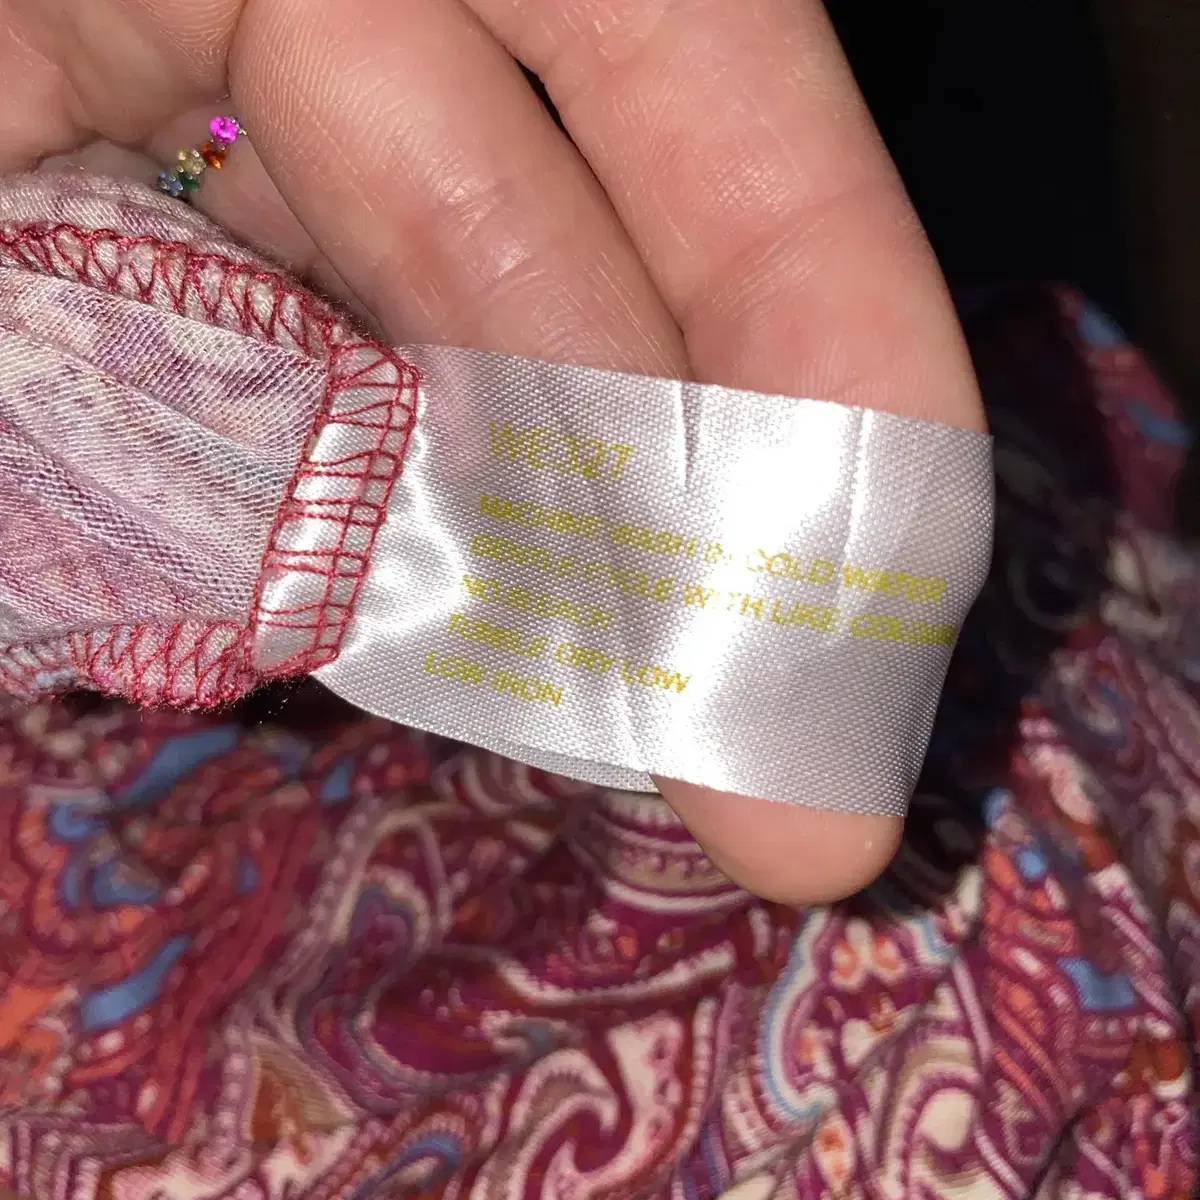 WE327
MACHINE WASH IN COLD WATER
GENTLE CYCLE WITH LIKE COLORS
NO BLEACH
TUMBLE DRY LOW
LOW IRON